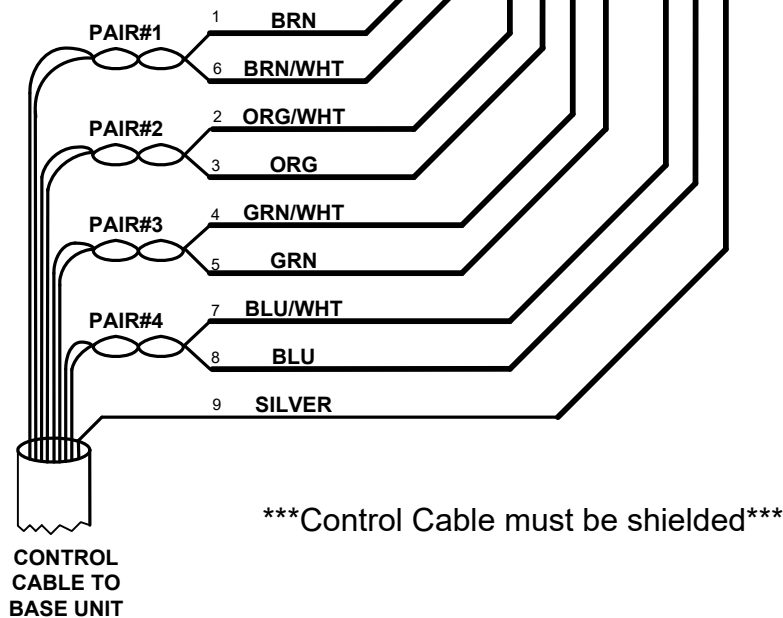 1 BRN
PAIR#1
6 BRN/WHT
2 ORG/WHT
PAIR#2
3 ORG
4 GRN/WHT
PAIR#3
5 GRN
7 BLU/WHT
PAIR#4
8 BLU
9 SILVER
***Control Cable must be shielded***
CONTROL
CABLE TO
BASE UNIT